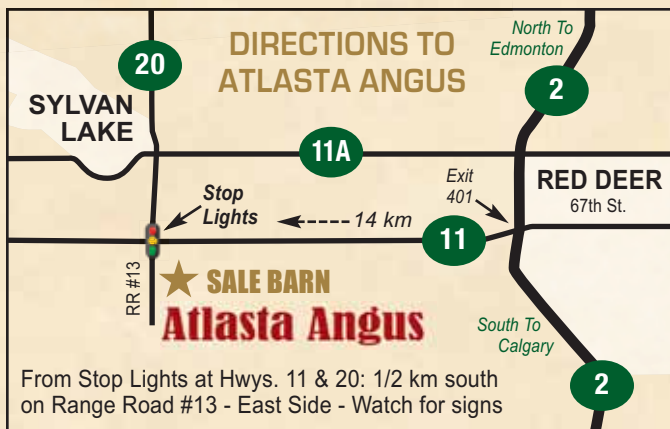 DIRECTIONS TO
ATLASTA ANGUS
North To
Edmonton
20
2
SYLVAN
LAKE
11A
Exit
401
RED DEER
67th St.
Stop
Lights
14 km
11
RR #13
SALE BARN
Atlasta Angus
South To
Calgary
2
From Stop Lights at Hwys. 11 & 20: 1/2 km south
on Range Road #13 - East Side - Watch for signs